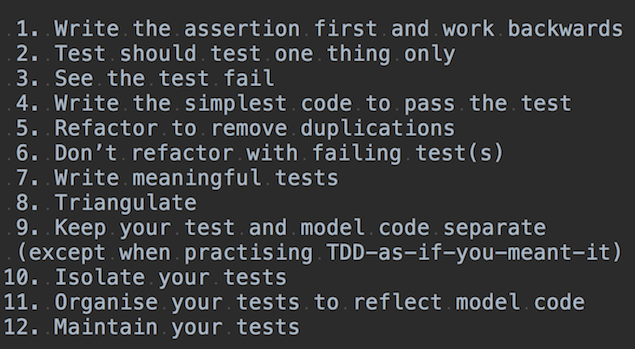 1. Write the assertion first and work backwards
2. Test should test one thing only
3. See the test fail
4. Write the simplest code to pass the test
5. Refactor to remove duplications
6. Don’t refactor with failing test(s)
7. Write meaningful tests
8. Triangulate
9. Keep your test and model code separate
(except when practising TDD-as-if-you-meant-it)
10. Isolate your tests
11. Organise your tests to reflect model code
12. Maintain your tests